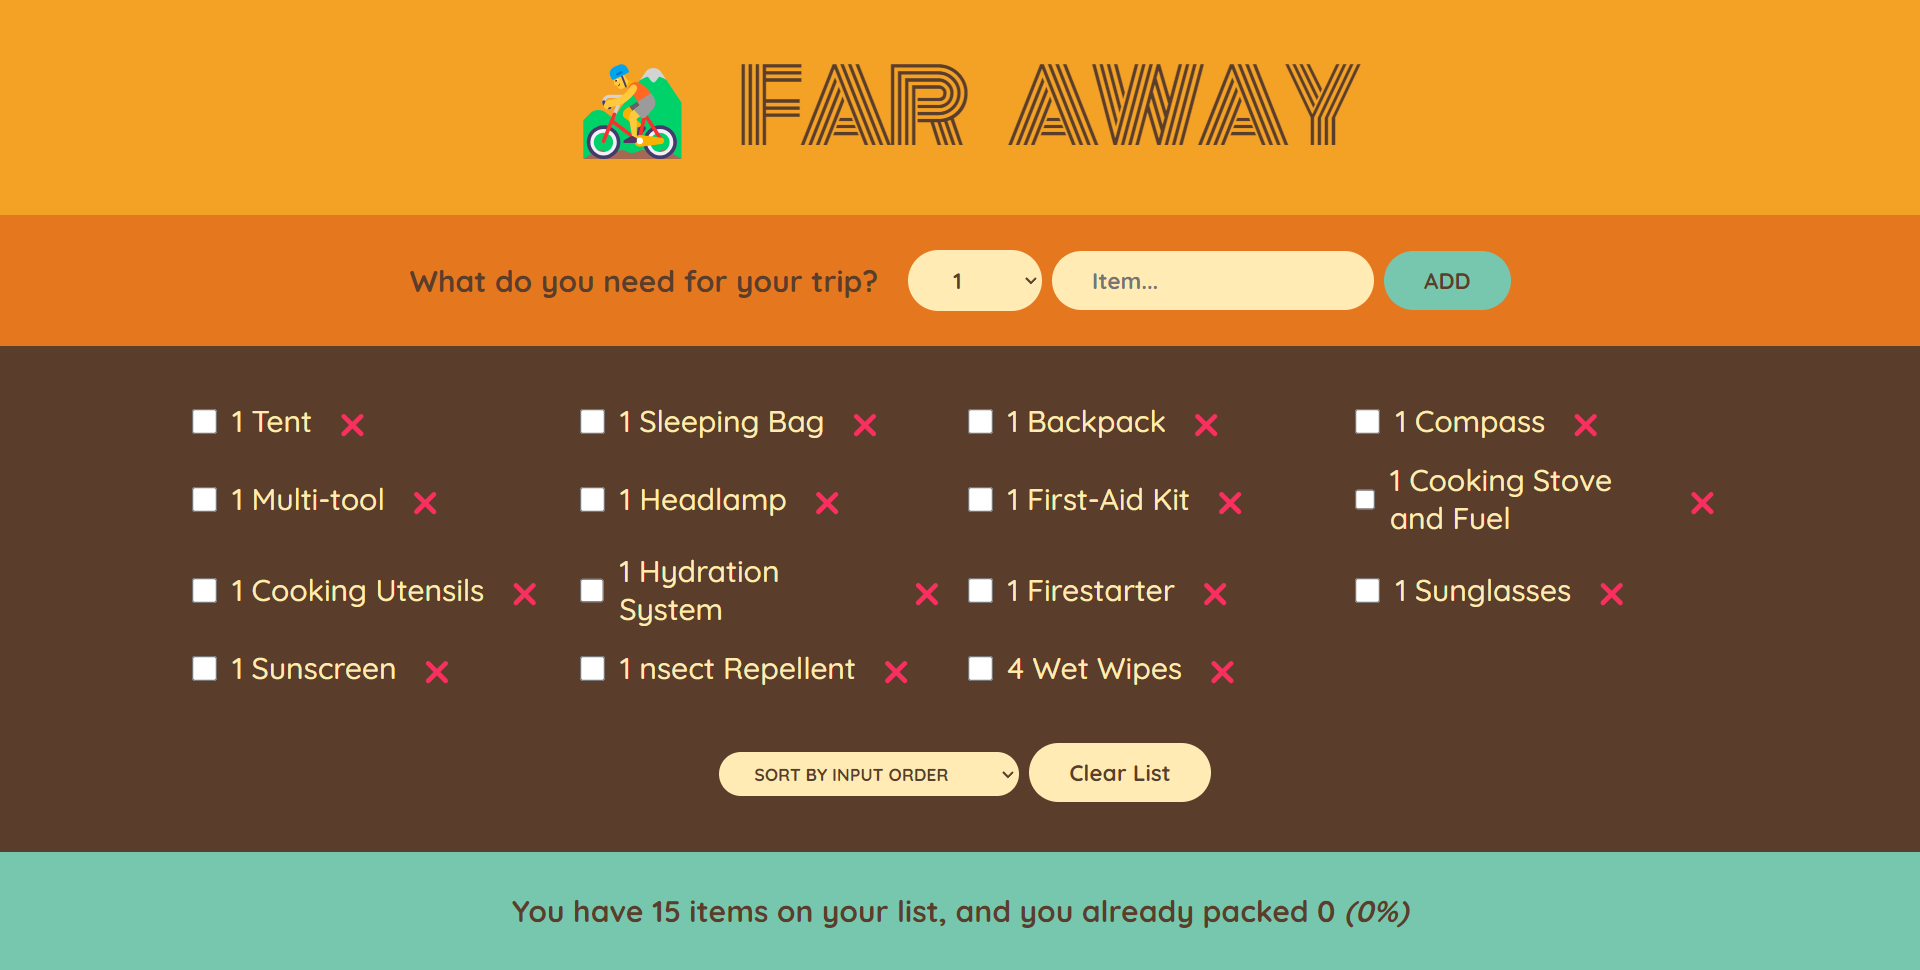 FAR AWAY
What do you need for your trip? 1 Item... ADD
1 Tent 1 Sleeping Bag 1 Backpack 1 Compass
1 Multi-tool 1 Headlamp 1 First-Aid Kit 1 Cooking Stove
and Fuel
1 Cooking Utensils 1 Hydration
System 1 Firestarter 1 Sunglasses
1 Sunscreen 1 nsect Repellent 4 Wet Wipes
SORT BY INPUT ORDER Clear List
You have 15 items on your list, and you already packed 0 (0%)